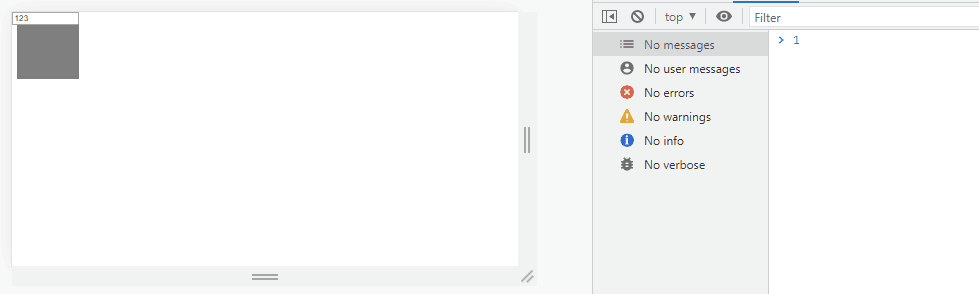 123
top ▼
Filter
No messages
No user messages
No errors
No warnings
No info
No verbose
> 1